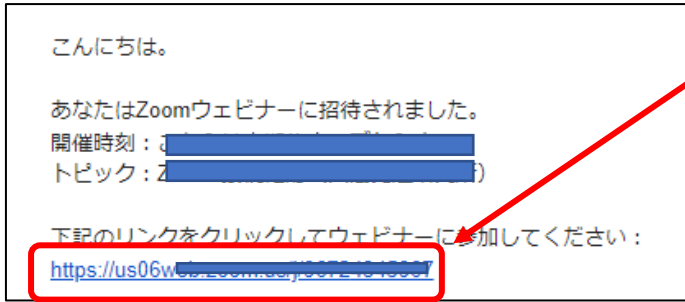 こんにちは。
あなたはZoomウェビナーに招待されました。
開催時刻：
トピック：Z
下記のリンクをクリックしてウェビナーに参加してください：
https://us06w